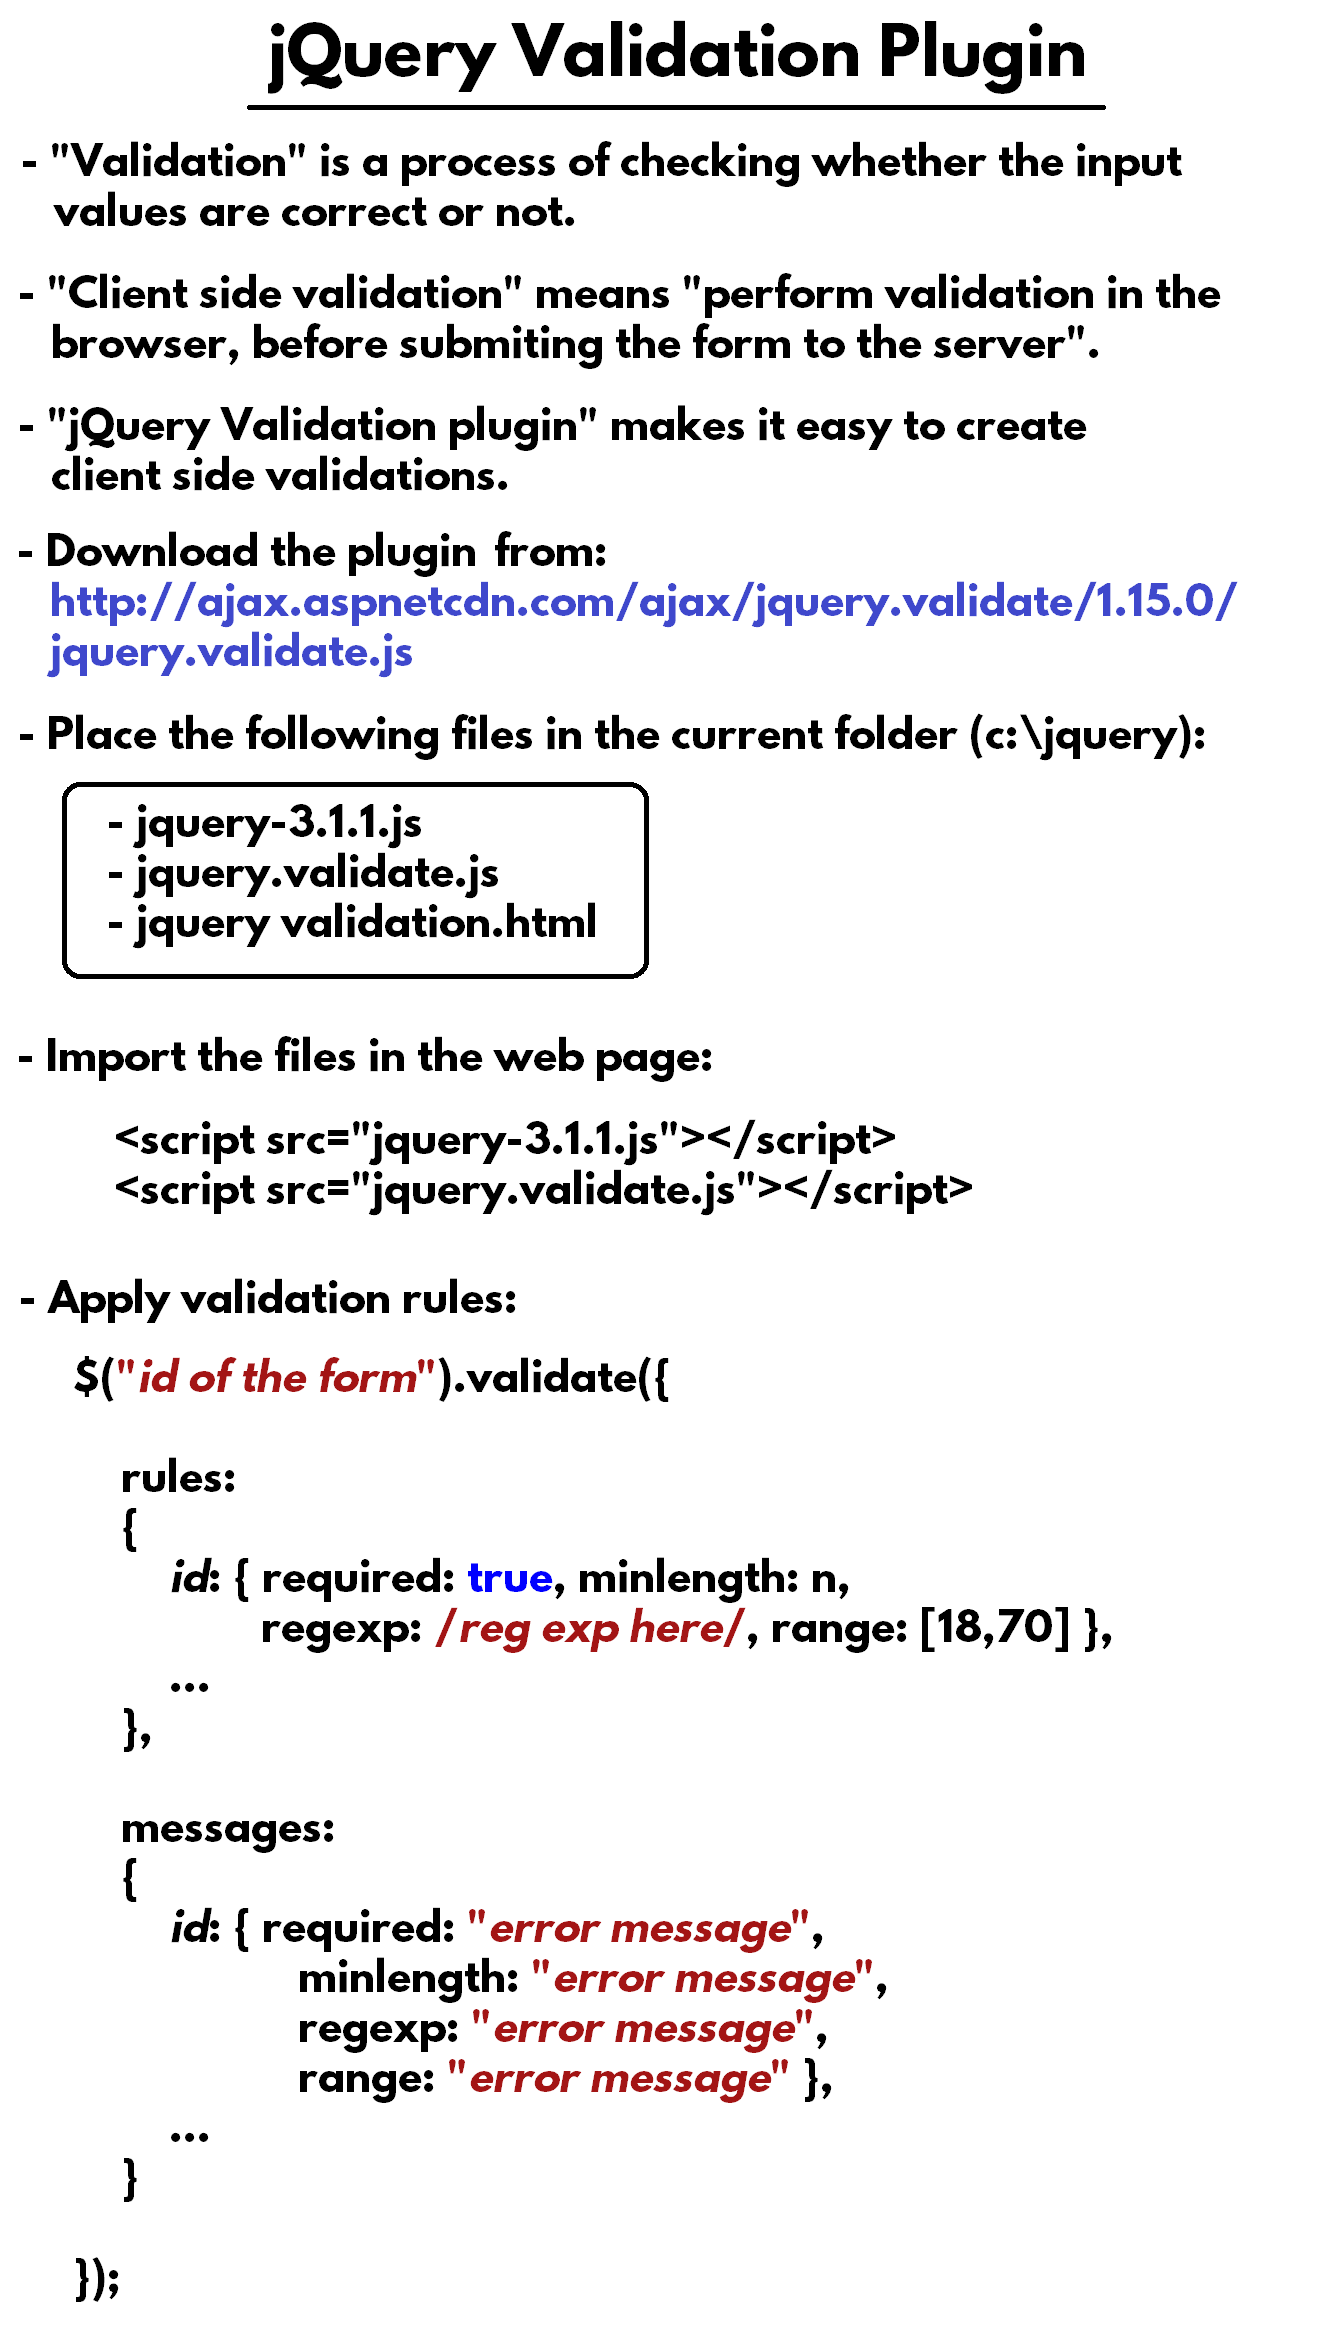 jQuery Validation Plugin
- "Validation" is a process of checking whether the input
values are correct or not.
- "Client side validation" means "perform validation in the
browser, before submiting the form to the server".
- "jQuery Validation plugin" makes it easy to create
client side validations.
- Download the plugin from:
http://ajax.aspnetcdn.com/ajax/jquery.validate/1.15.0/
jquery.validate.js
- Place the following files in the current folder (c:\jquery):
- jquery-3.1.1.js
- jquery.validate.js
- jquery validation.html
- Import the files in the web page:
<script src="jquery-3.1.1.js"></script>
<script src="jquery.validate.js"></script>
- Apply validation rules:
$("id of the form").validate({
rules:
{
id: { required: true, minlength: n,
regexp: /reg exp here/, range: [18,70] },
...
},
messages:
{
id: { required: "error message",
minlength: "error message",
regexp: "error message",
range: "error message" },
...
}
});